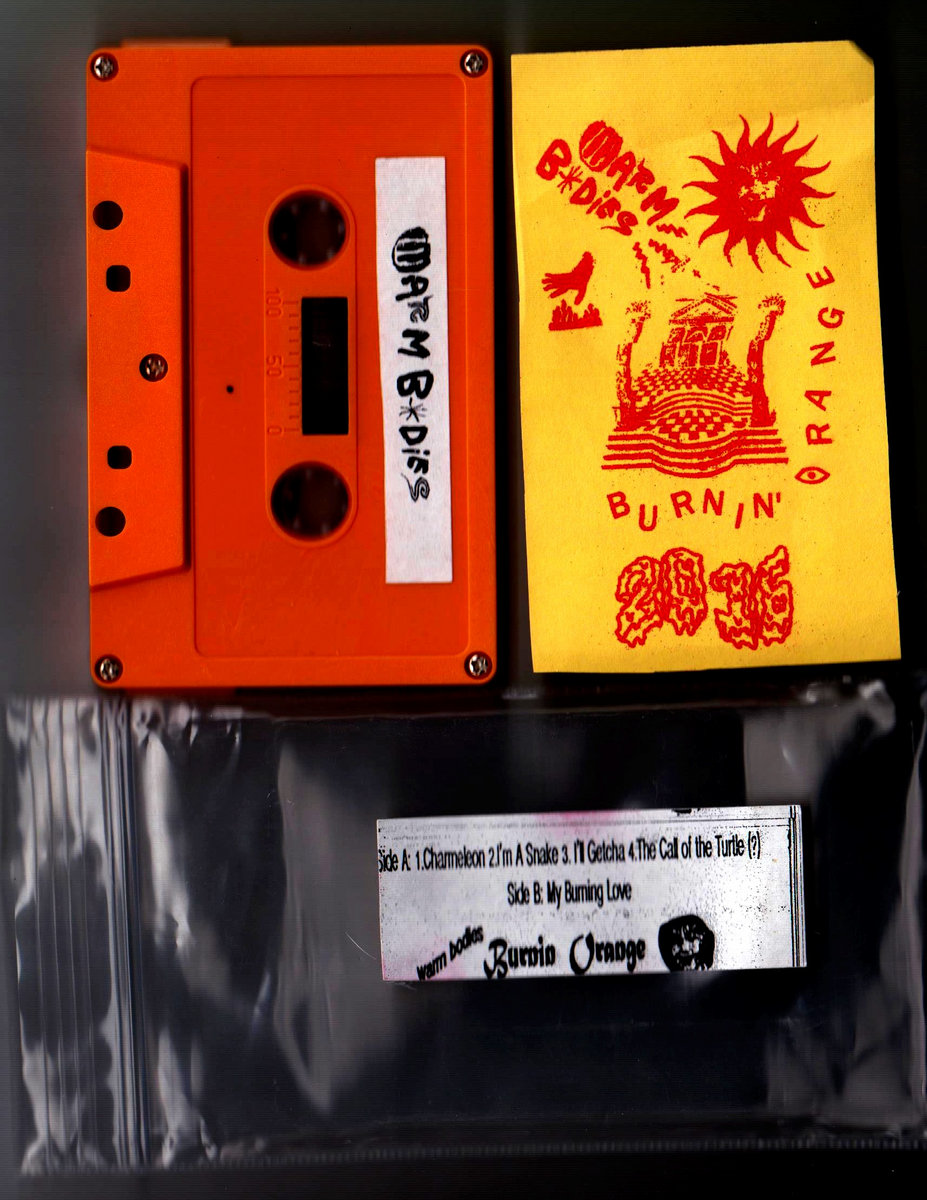 WARM B*DiES
100 50 0
WARM
B*DiES
ORANGE
BURNIN'
2016
Side A: 1.Charmeleon 2.I'm A Snake 3. I'll Getcha 4.The Call of the Turtle (?)
Side B: My Burning Love
warm bodies
Burnin Orange